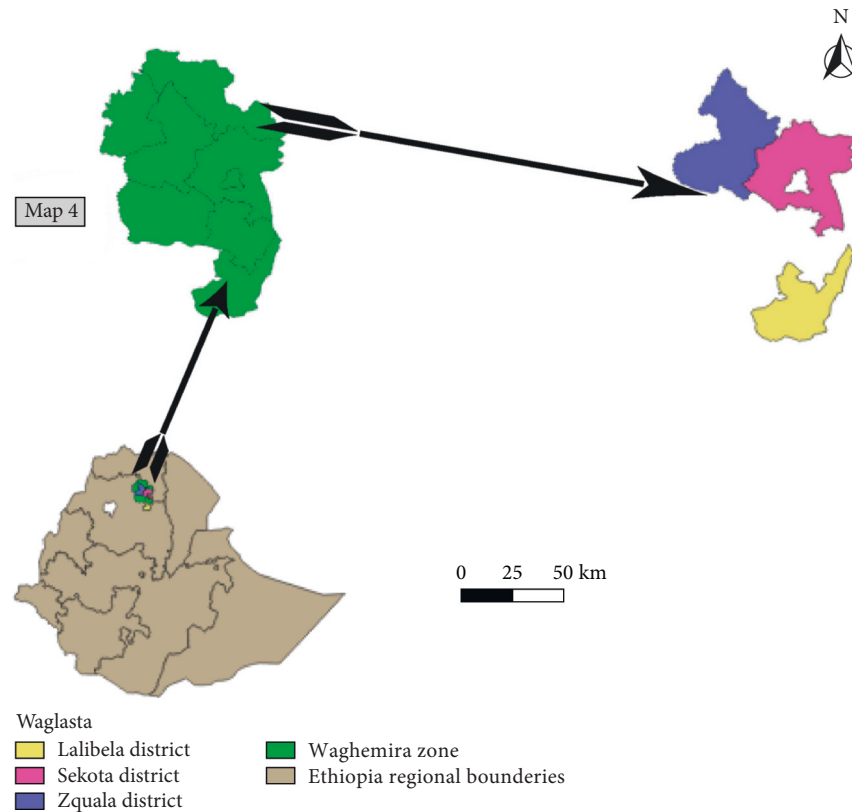 N
Map 4
0 25 50 km
Waglasta
Lalibela district
Sekota district
Zquala district
Waghemira zone
Ethiopia regional bounderies